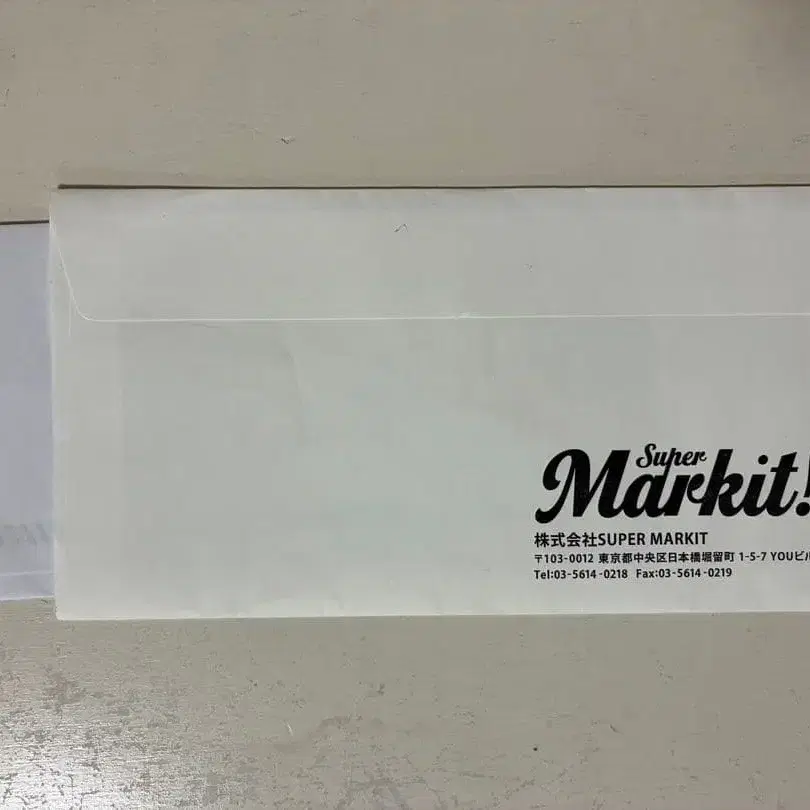 Super
Markit!
株式会社SUPER MARKIT
〒103-0012 東京都中央区日本橋堀留町 1-5-7 YOUビル
Tel:03-5614-0218 Fax:03-5614-0219